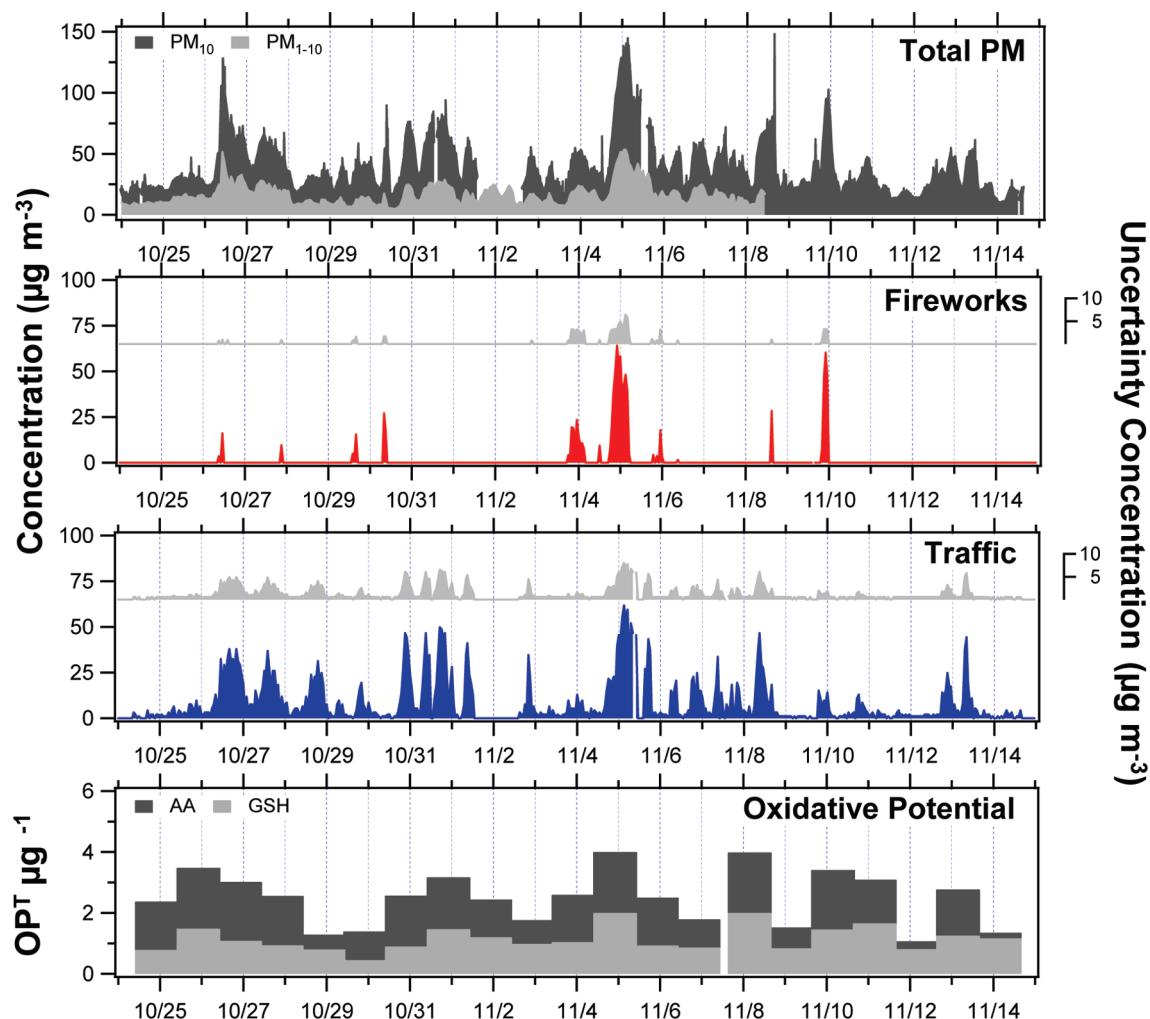 Concentration (µg m⁻³)
Uncertainty Concentration (µg m⁻³)
150
100
50
0
PM₁₀ PM₁₋₁₀
Total PM
10/25 10/27 10/29 10/31 11/2 11/4 11/6 11/8 11/10 11/12 11/14
100
75
50
25
0
Fireworks
10
5
10/25 10/27 10/29 10/31 11/2 11/4 11/6 11/8 11/10 11/12 11/14
100
75
50
25
0
Traffic
10
5
10/25 10/27 10/29 10/31 11/2 11/4 11/6 11/8 11/10 11/12 11/14
OPᵀ µg ⁻¹
6
4
2
0
AA GSH
Oxidative Potential
10/25 10/27 10/29 10/31 11/2 11/4 11/6 11/8 11/10 11/12 11/14